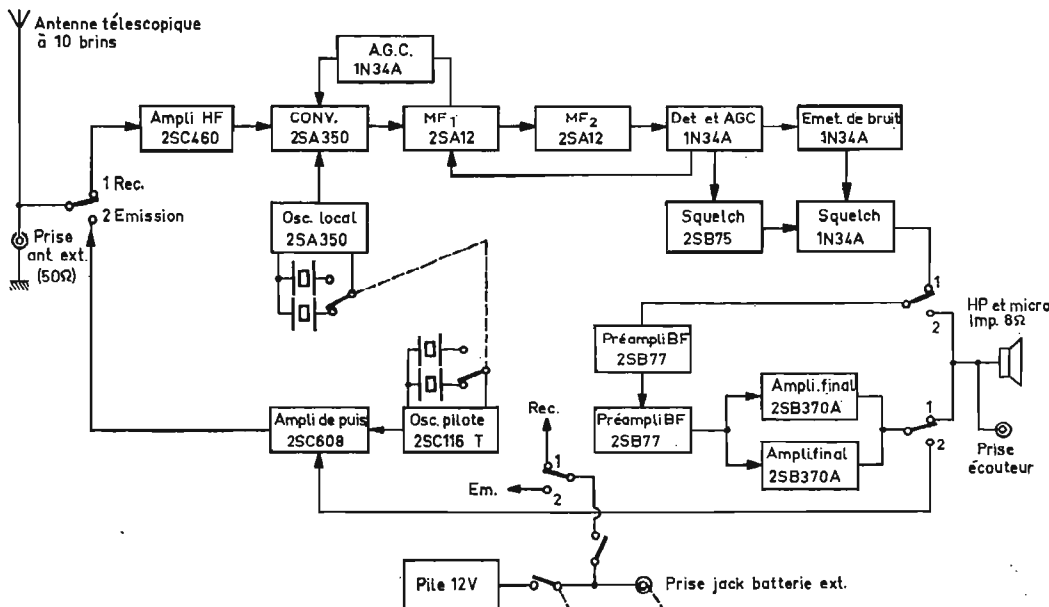 Antenne télescopique
à 10 brins
A.G.C.
1N34A
Ampli HF
2SC460
CONV.
2SA350
MF1
2SA12
MF2
2SA12
Det et AGC
1N34A
Emet. de bruit
1N34A
1 Rec.
2 Emission
Prise
ant. ext.
(50Ω)
Osc. local
2SA350
Squelch
2SB75
Squelch
1N34A
1
2
HP et micro
Imp. 8Ω
Préampli BF
2SB77
Ampli de puis
2SC608
Osc. pilote
2SC116 T
Préampli BF
2SB77
Ampli. final
2SB370A
Ampli.final
2SB370A
1
2
Prise
écouteur
Rec.
1
Em.
2
Pile 12V
Prise jack batterie ext.